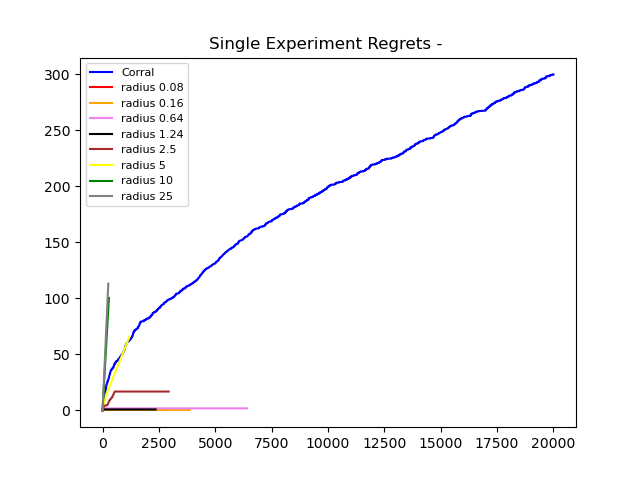 Single Experiment Regrets -
300
250
200
150
100
50
0
Corral
radius 0.08
radius 0.16
radius 0.64
radius 1.24
radius 2.5
radius 5
radius 10
radius 25
0 2500 5000 7500 10000 12500 15000 17500 20000